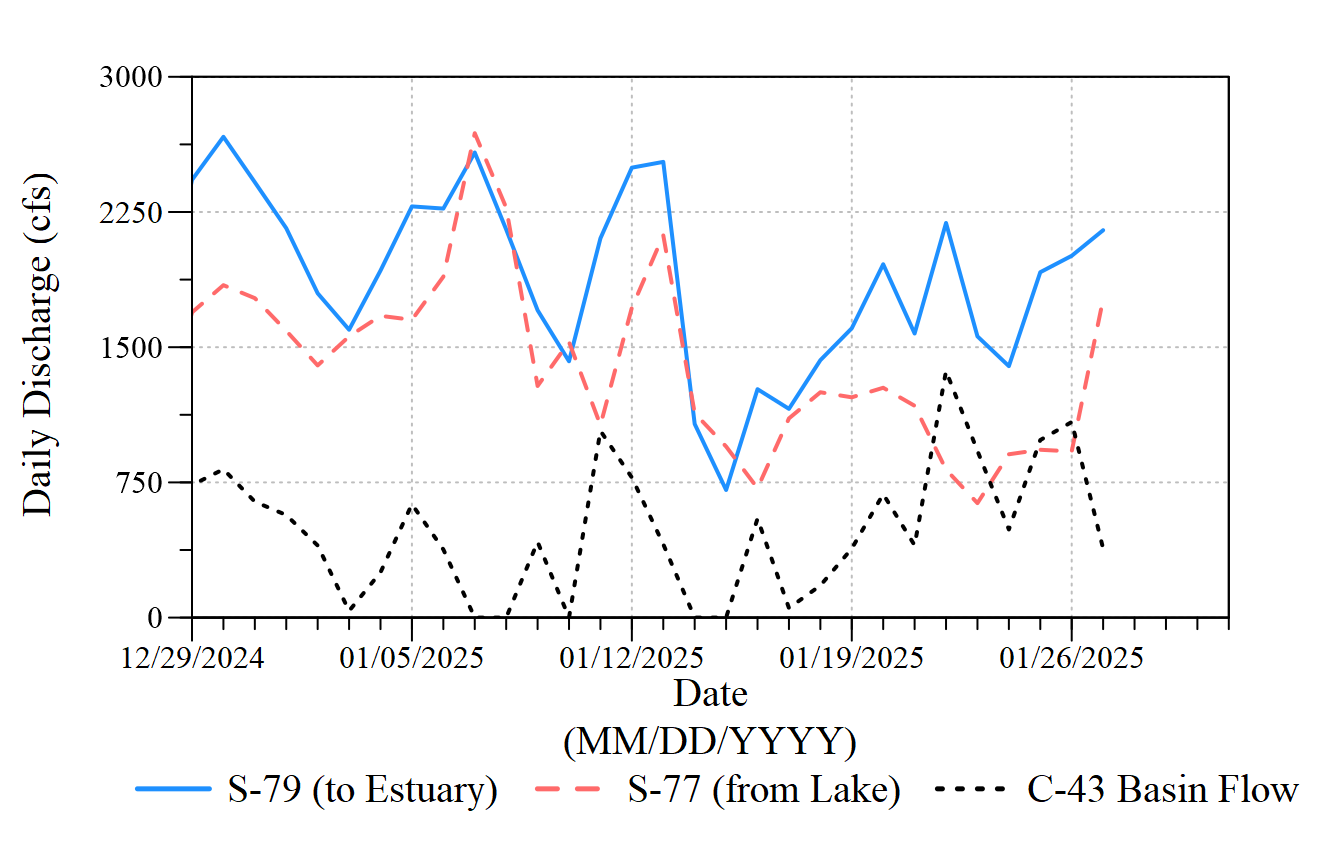 3000
2250
1500
750
0
Daily Discharge (cfs)
12/29/2024 01/05/2025 01/12/2025 01/19/2025 01/26/2025
Date
(MM/DD/YYYY)
S-79 (to Estuary) S-77 (from Lake) C-43 Basin Flow